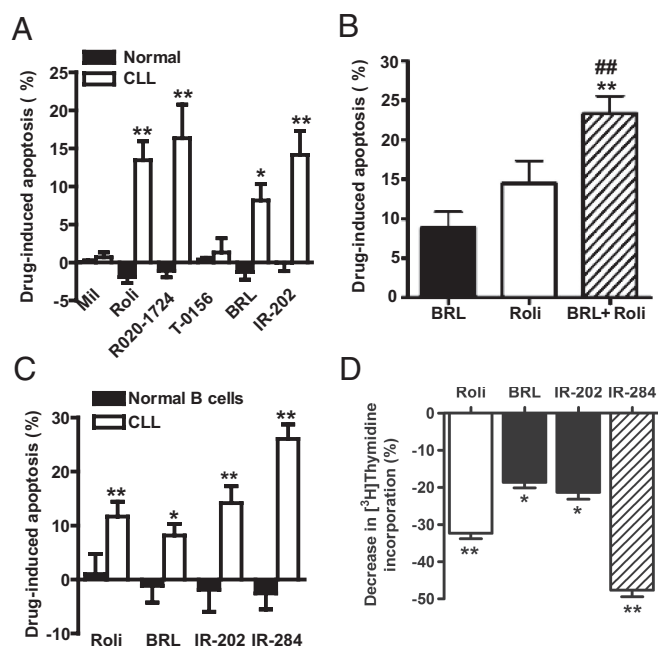 A
Normal
CLL
Drug-induced apoptosis ( %)
25
20
15
10
5
0
-5
**
**
*
**
Mil
Roli
R020-1724
T-0156
BRL
IR-202
B
Drug-induced apoptosis ( %)
30
25
20
15
10
5
0
##
**
BRL
Roli
BRL+ Roli
C
Normal B cells
CLL
Drug-induced apoptosis (%)
30
20
10
0
-10
**
*
**
**
Roli
BRL
IR-202
IR-284
D
Roli
BRL
IR-202
IR-284
Decrease in [³H]Thymidine
incorporation (%)
0
-10
-20
-30
-40
-50
**
*
*
**